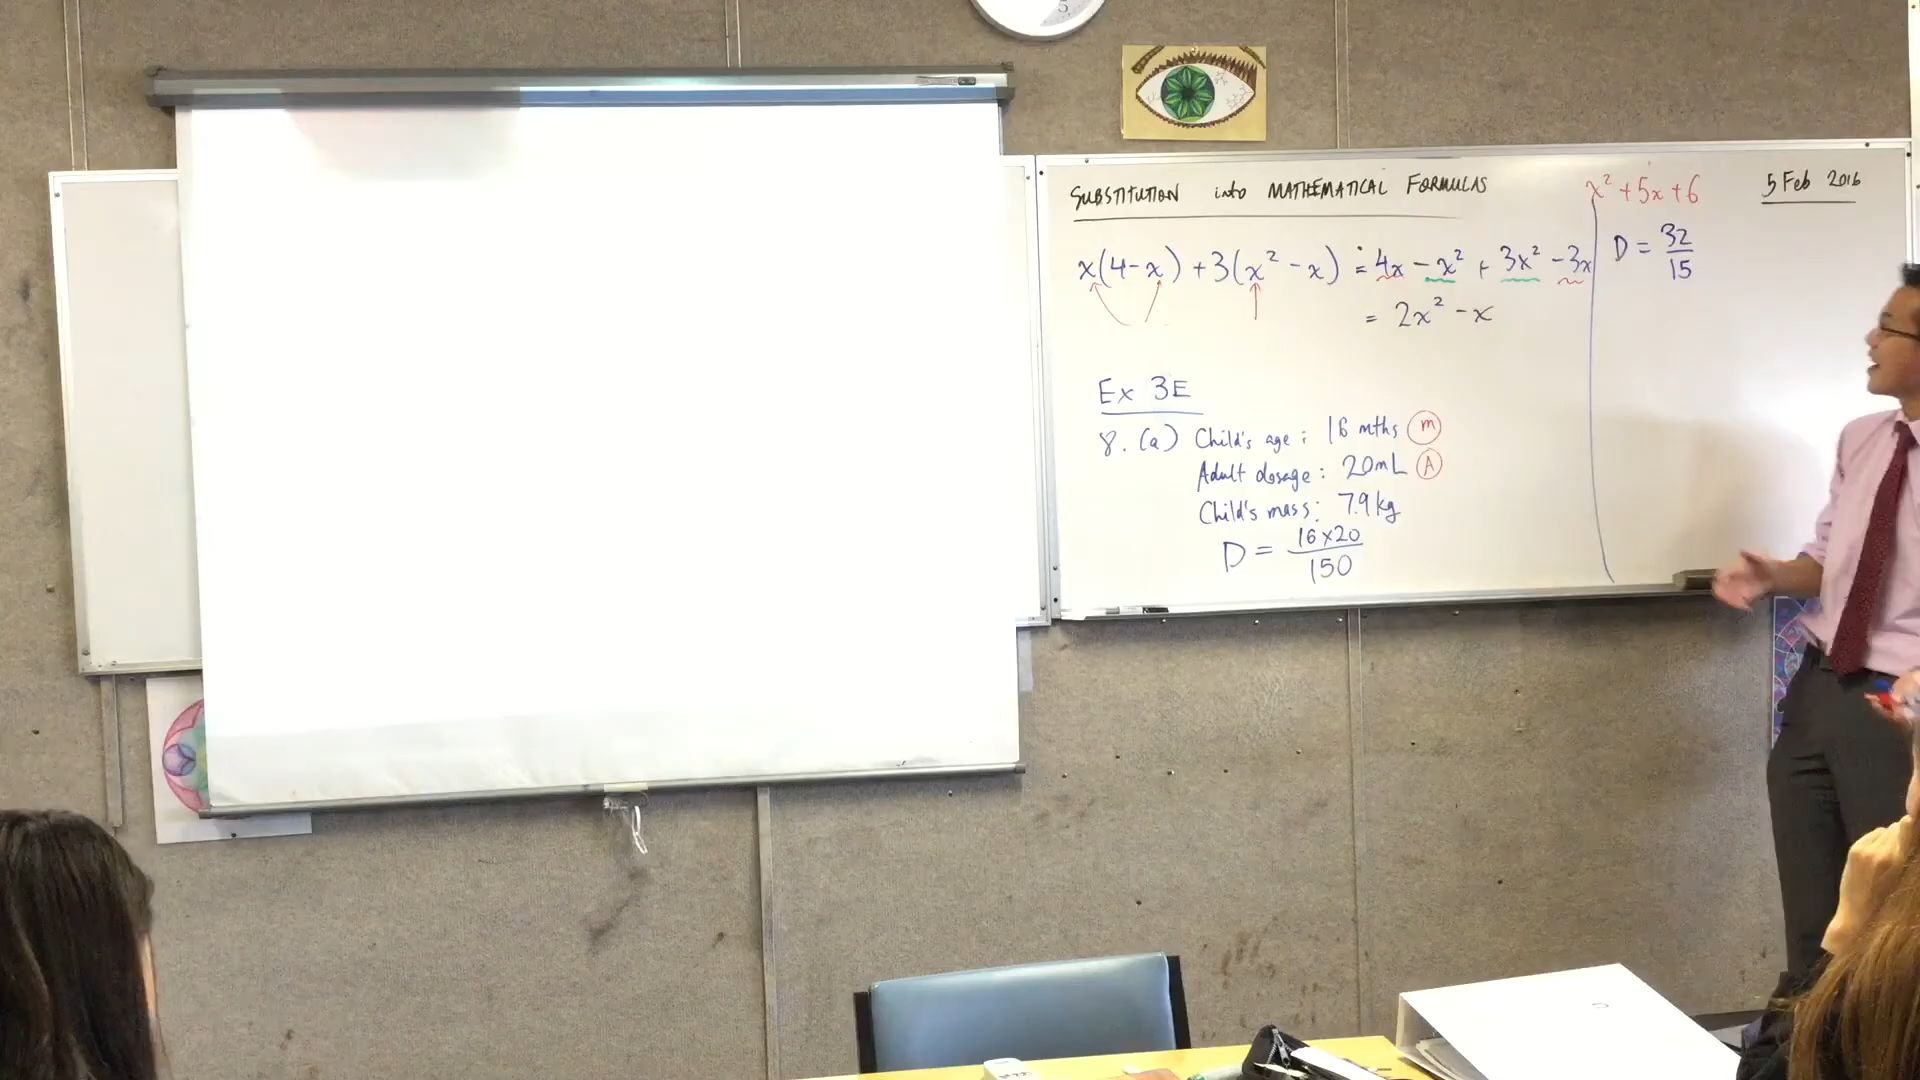 SUBSTITUTION into MATHEMATICAL FORMULAS
x(4-x) + 3(x² - x) = 4x - x² + 3x² - 3x
= 2x² - x
Ex 3E
8. (a) Child's age : 16 mths m
Adult dosage : 20mL A
Child's mass : 7.9 kg
D = 16 x 20 / 150
x² + 5x + 6
D = 32 / 15
5 Feb 2016
5